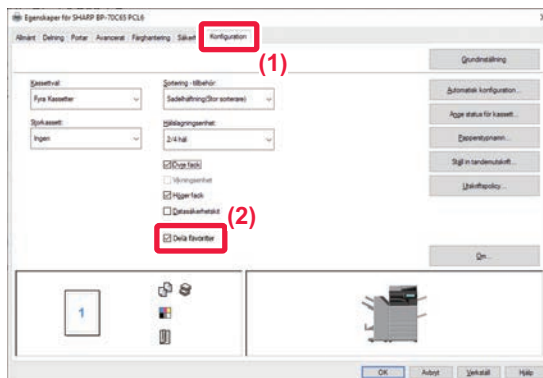 Egenskaper för SHARP BP-70C65 PCL6
Allmänt Delning Portar Avancerat Färghantering Säkert Konfiguration
(1)
Grundinställning
Kassettval:
Fyra Kassetter
Sortering -tillbehör:
Sadelhäftning(Stor sorterare)
Automatisk konfiguration...
Ange status för kassett...
Storkassett:
Ingen
Hålslagningsenhet:
2/4 hål
Papperstypnamn...
Ställ in tandemutskrift...
Övre fack
Vikningsenhet
Utskriftspolicy...
Höger fack
Datasäkerhetskit
(2)
Dela favoriter
Om...
1
OK Avbryt Verkställ Hjälp